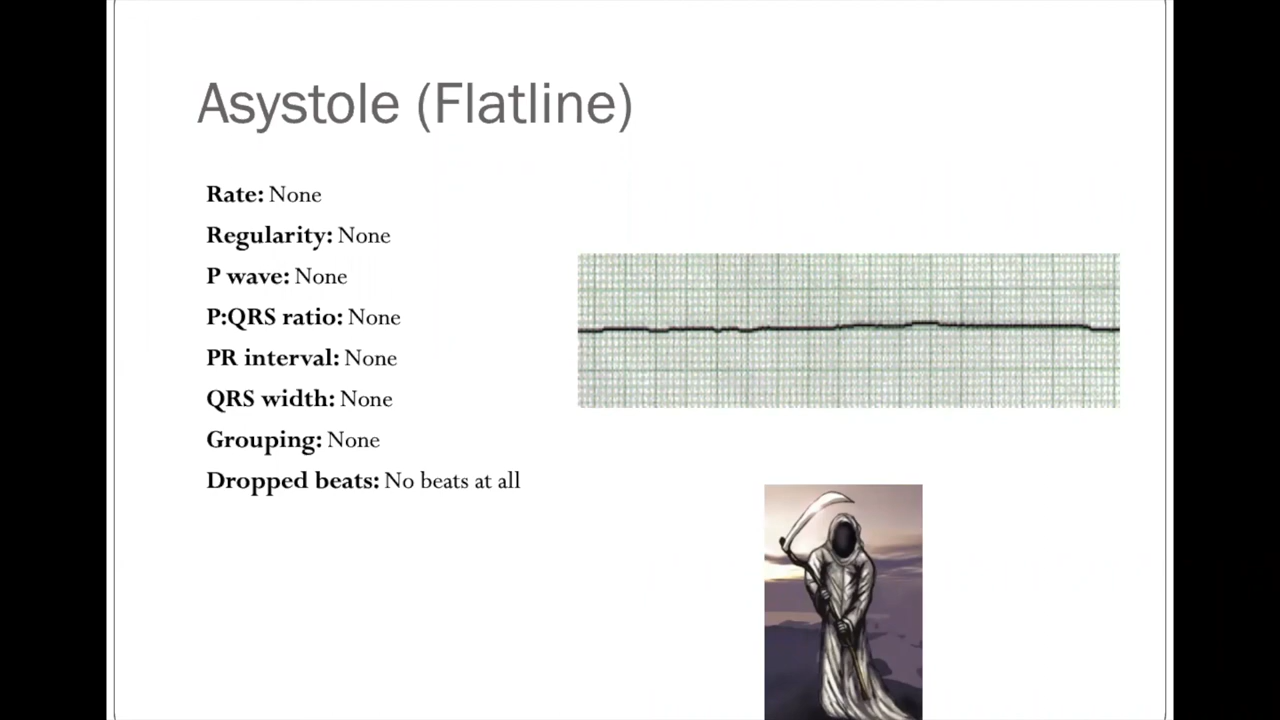 Asystole (Flatline)
Rate: None
Regularity: None
P wave: None
P:QRS ratio: None
PR interval: None
QRS width: None
Grouping: None
Dropped beats: No beats at all